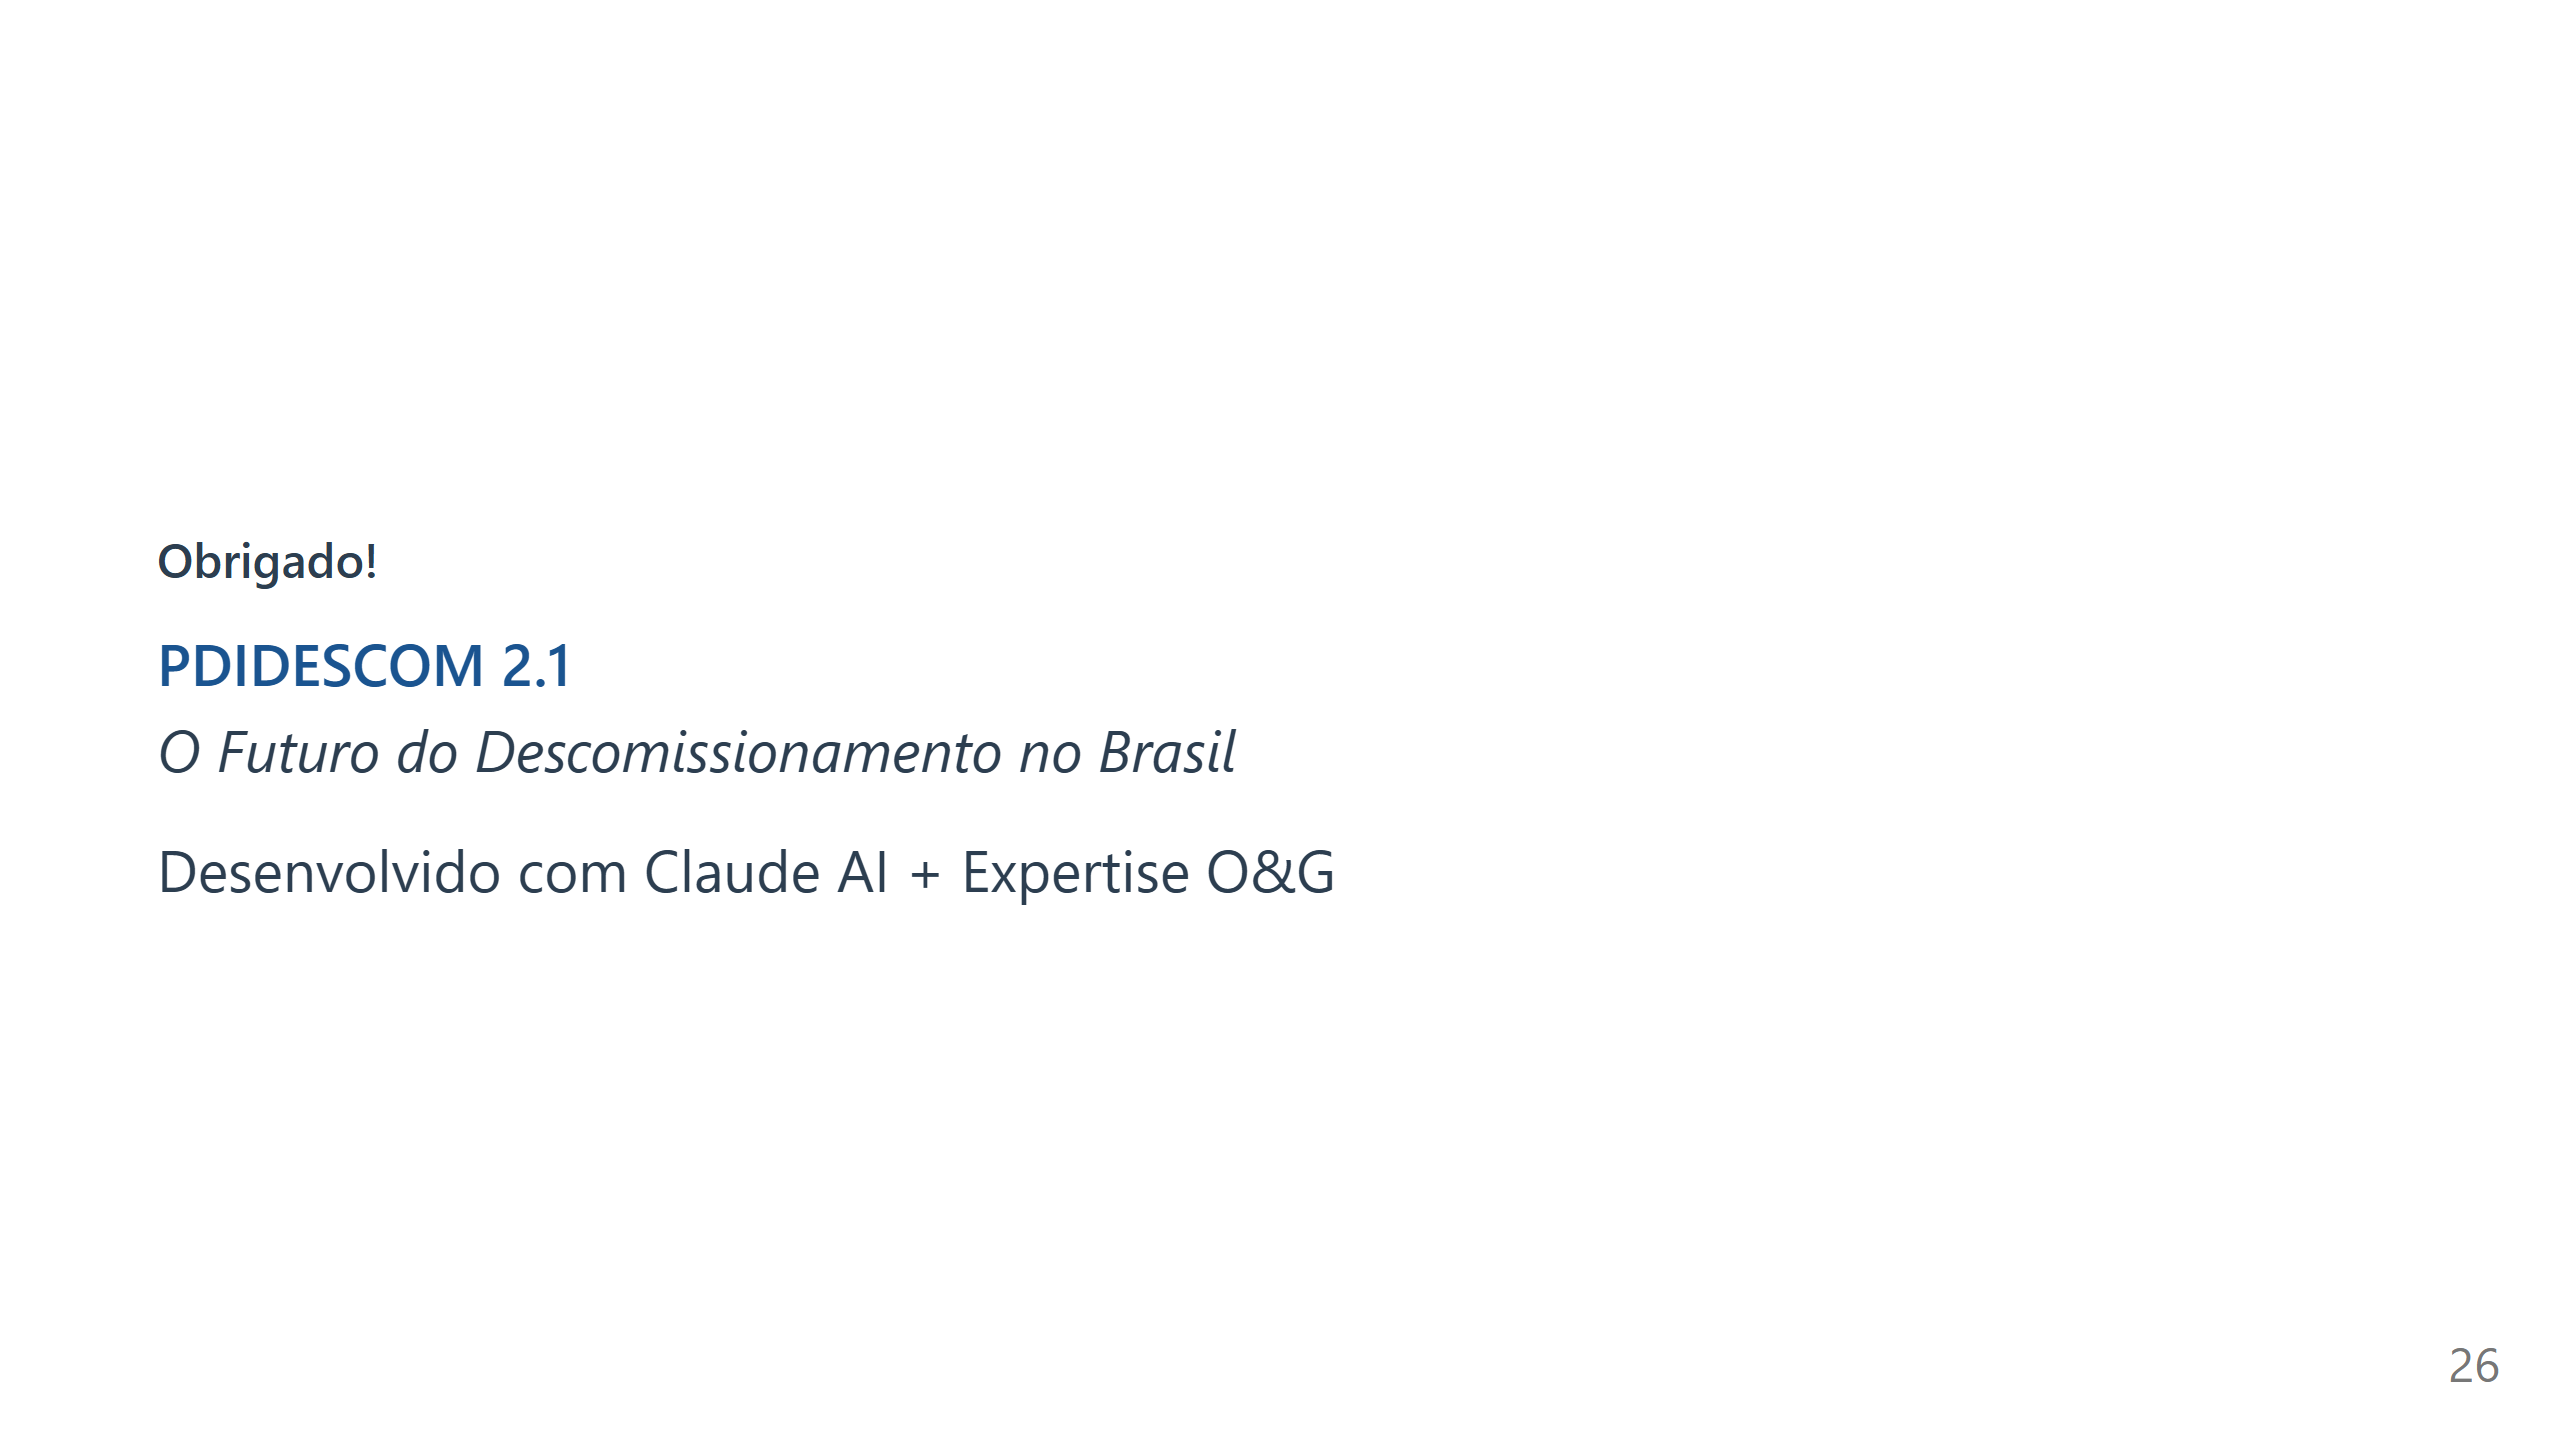 Obrigado!
PDIDESCOM 2.1
O Futuro do Descomissionamento no Brasil
Desenvolvido com Claude AI + Expertise O&G
26